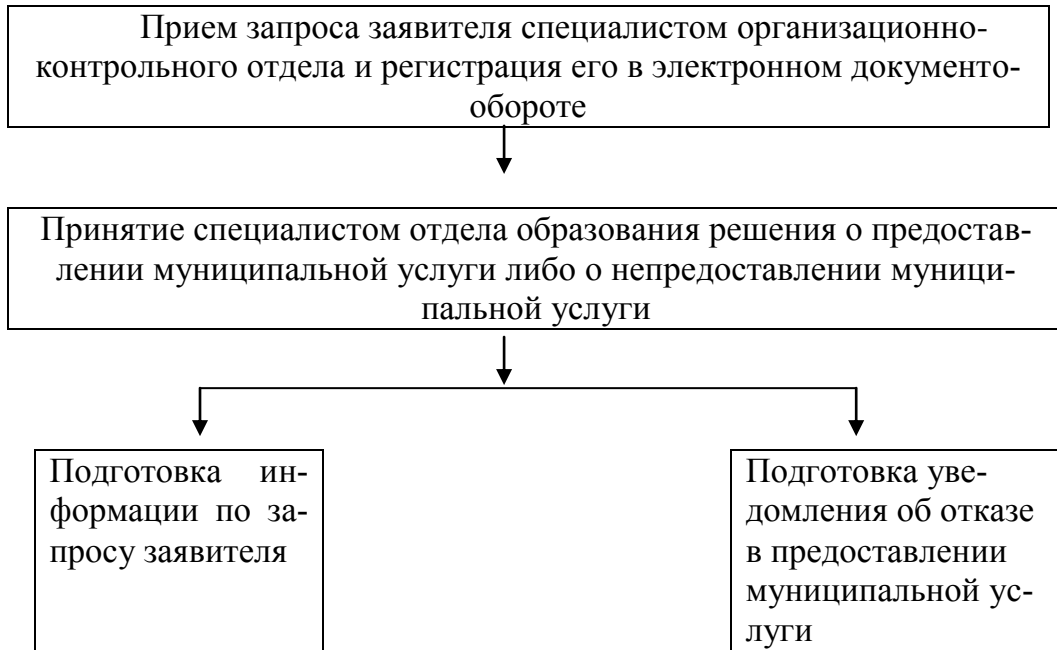 Прием запроса заявителя специалистом организационно-
контрольного отдела и регистрация его в электронном документо-
обороте
Принятие специалистом отдела образования решения о предостав-
лении муниципальной услуги либо о непредоставлении муници-
пальной услуги
Подготовка ин-
формации по за-
просу заявителя
Подготовка уве-
домления об отказе
в предоставлении
муниципальной ус-
луги